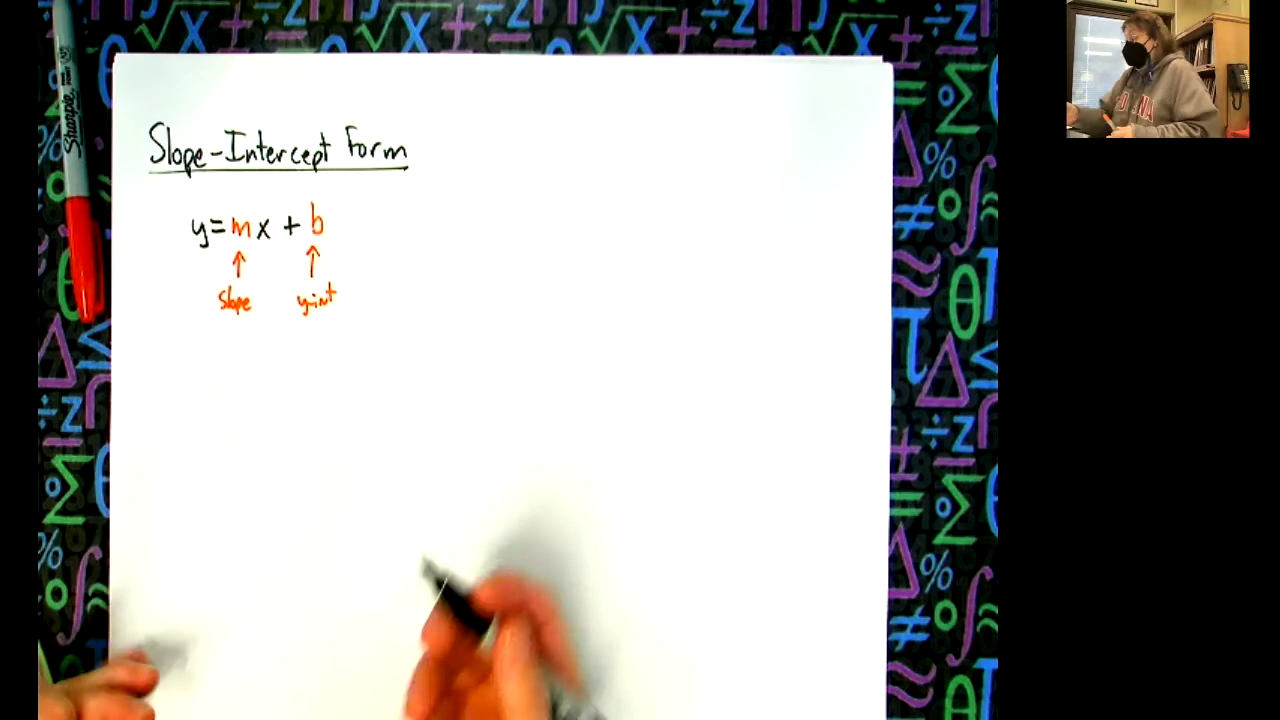 Slope-Intercept Form
y=mx + b
↑ ↑
slope y-int
Sharpie